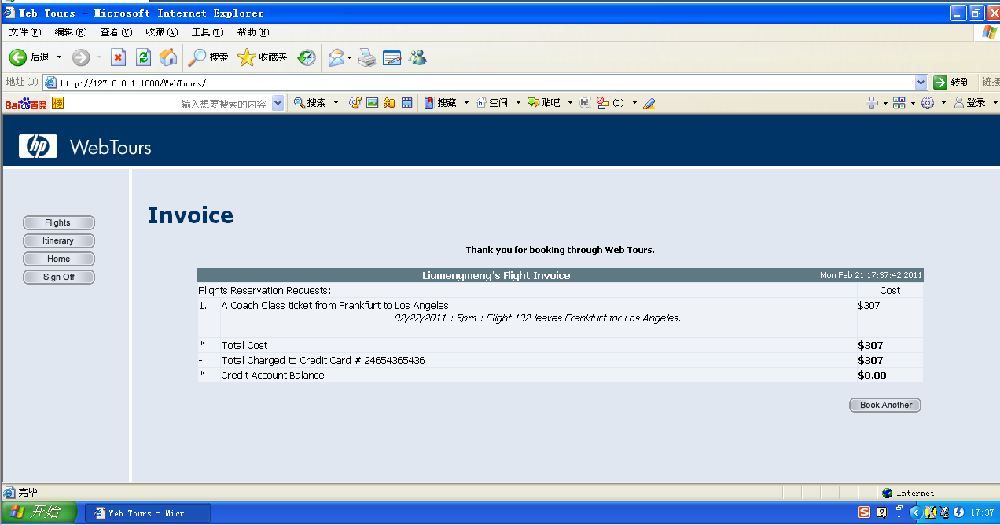 Web Tours - Microsoft Internet Explorer
文件(F) 编辑(E) 查看(V) 收藏(A) 工具(T) 帮助(H)
后退 搜索 收藏夹
地址(D) http://127.0.0.1:1080/WebTours/ 转到 链接
Bai百度 榜 输入想要搜索的内容 搜索 知 搜藏 hi 空间 贴吧 h! (0) 登录
hp WebTours
Flights
Itinerary
Home
Sign Off
Invoice
Thank you for booking through Web Tours.
Liumengmeng's Flight Invoice Mon Feb 21 17:37:42 2011
Flights Reservation Requests: Cost
1. A Coach Class ticket from Frankfurt to Los Angeles. $307
02/22/2011 : 5pm : Flight 132 leaves Frankfurt for Los Angeles.
* Total Cost $307
- Total Charged to Credit Card # 24654365436 $307
* Credit Account Balance $0.00
Book Another
完毕 Internet
开始 Web Tours - Micr... S ? 17:37